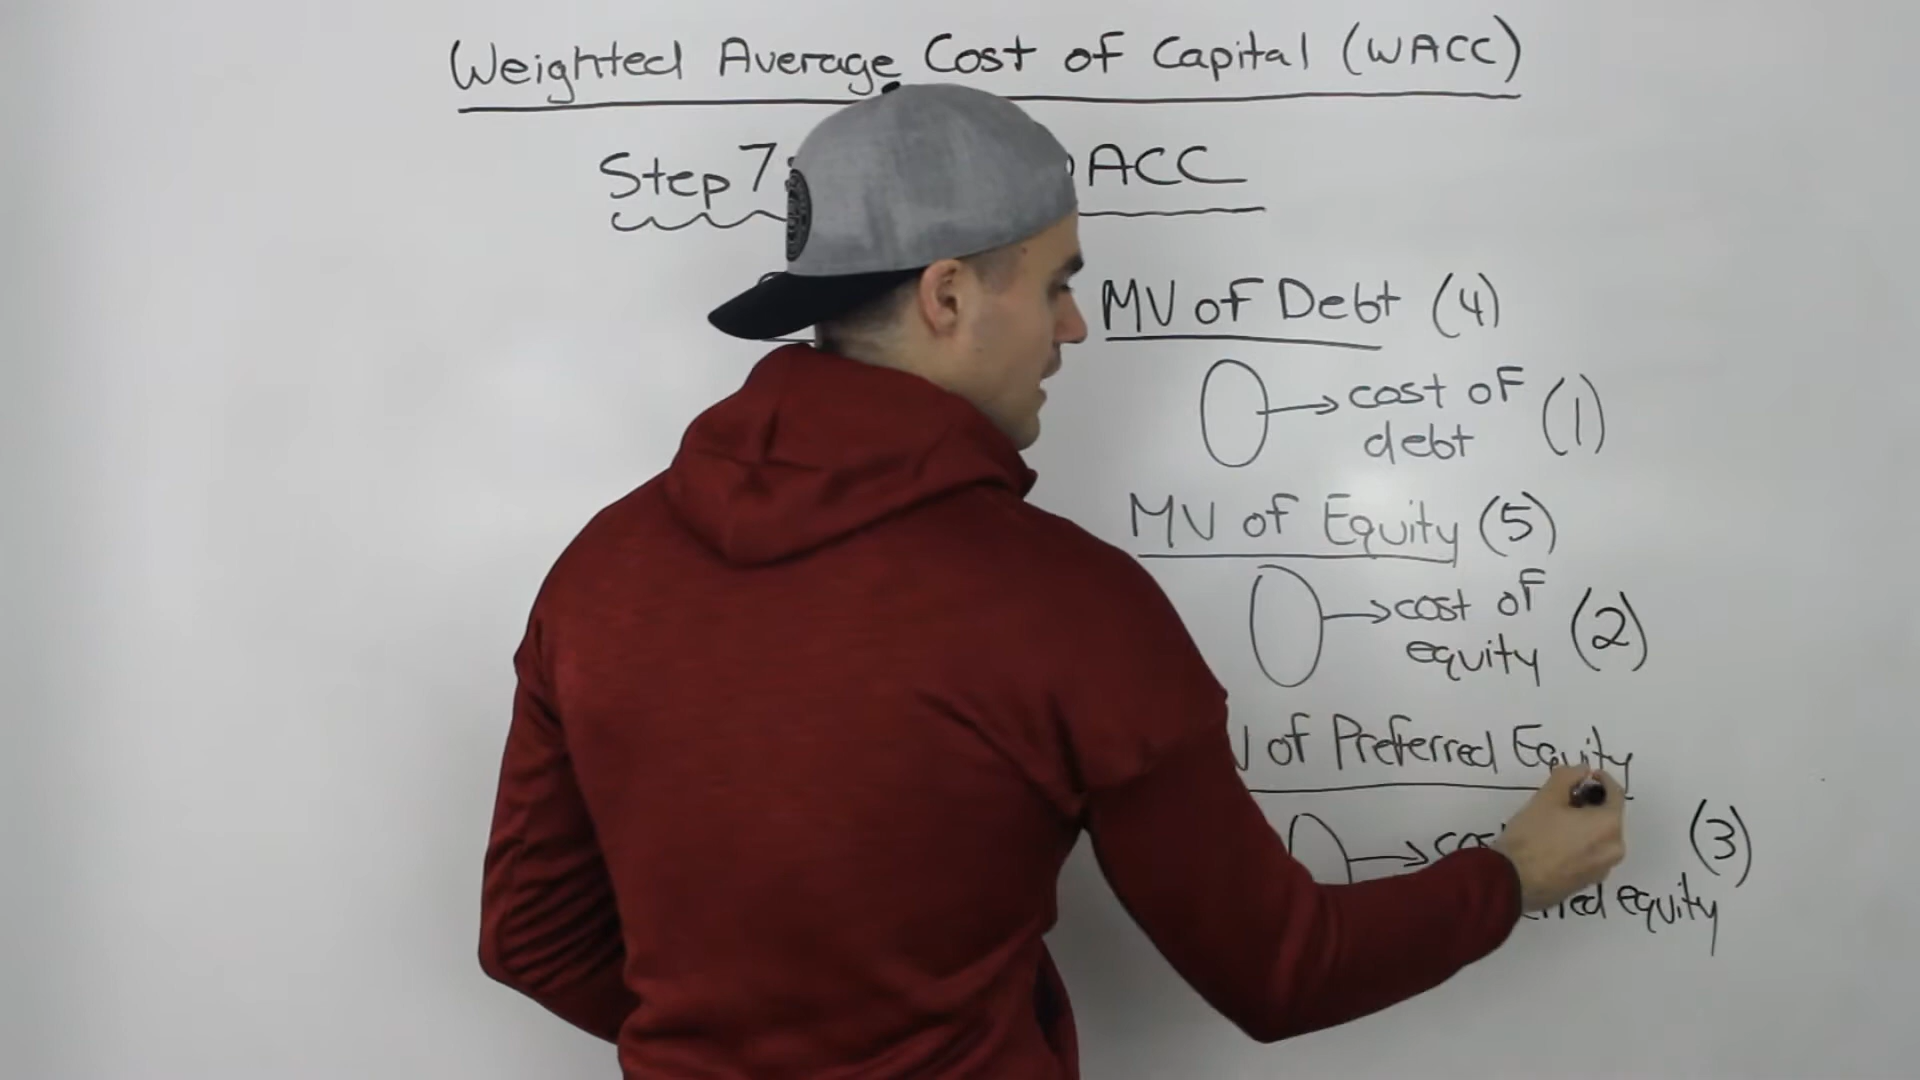 Weighted Average Cost of Capital (WACC)
Step 7: ACC
MV of Debt (4)
cost of
debt (1)
MV of Equity (5)
cost of
equity (2)
of Preferred Equity
(3)
equity